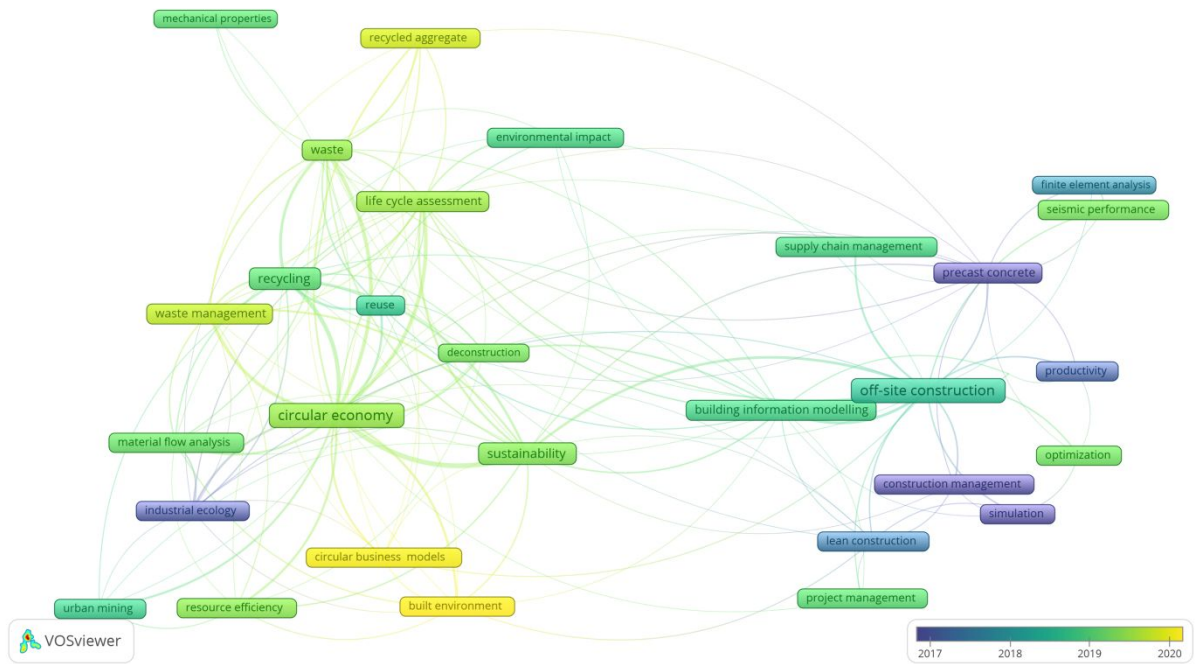 mechanical properties
recycled aggregate
environmental impact
waste
finite element analysis
life cycle assessment
seismic performance
supply chain management
precast concrete
recycling
reuse
waste management
deconstruction
productivity
off-site construction
building information modelling
circular economy
material flow analysis
sustainability
optimization
construction management
industrial ecology
simulation
lean construction
circular business models
project management
urban mining
resource efficiency
built environment
VOSviewer
2017 2018 2019 2020